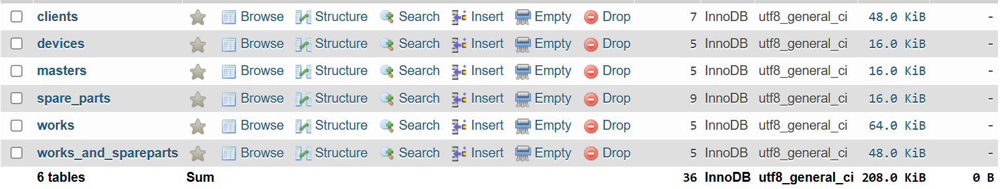 clients Browse Structure Search Insert Empty Drop 7 InnoDB utf8_general_ci 48.0 KiB -
devices Browse Structure Search Insert Empty Drop 5 InnoDB utf8_general_ci 16.0 KiB -
masters Browse Structure Search Insert Empty Drop 5 InnoDB utf8_general_ci 16.0 KiB -
spare_parts Browse Structure Search Insert Empty Drop 9 InnoDB utf8_general_ci 16.0 KiB -
works Browse Structure Search Insert Empty Drop 5 InnoDB utf8_general_ci 64.0 KiB -
works_and_spareparts Browse Structure Search Insert Empty Drop 5 InnoDB utf8_general_ci 48.0 KiB -
6 tables Sum 36 InnoDB utf8_general_ci 208.0 KiB 0 B